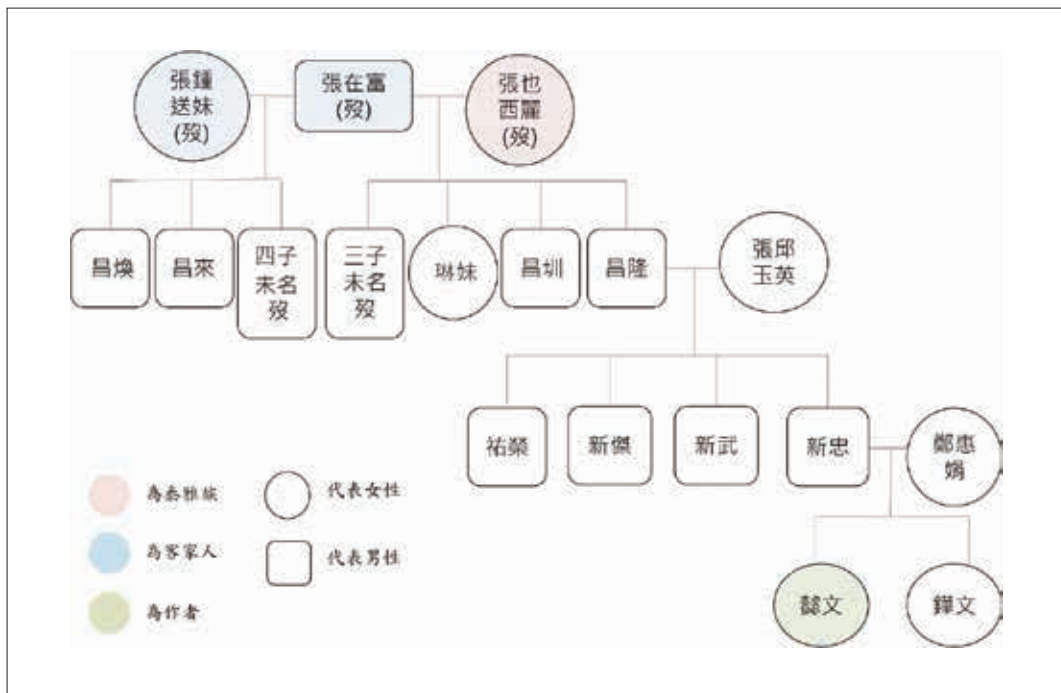 張鍾
送妹
(歿)
張在富
(歿)
張也
西麗
(歿)
昌煥
昌來
四子
未名
歿
三子
未名
歿
琳妹
昌圳
昌隆
張邱
玉英
祐榮
新傑
新武
新忠
鄭惠
娟
為泰雅族
代表女性
為客家人
代表男性
為作者
懿文
鏵文